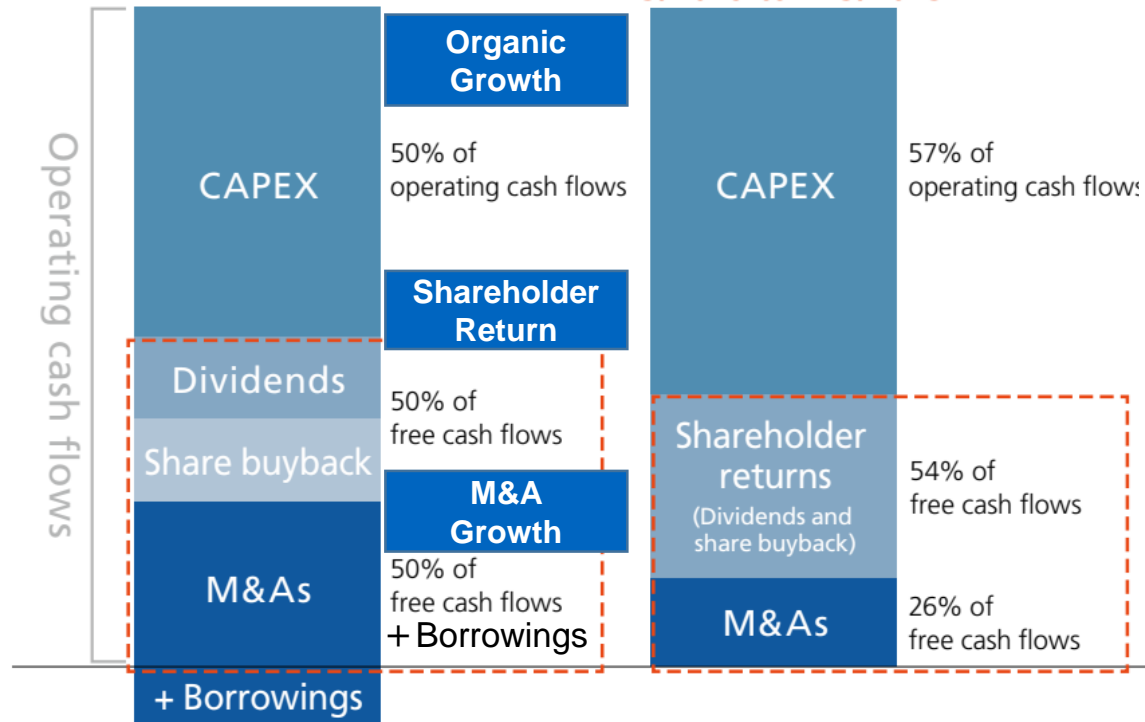 Operating cash flows
CAPEX
Organic
Growth
50% of
operating cash flows
Shareholder
Return
Dividends
Share buyback
50% of
free cash flows
M&A
Growth
M&As
50% of
free cash flows
+Borrowings
+ Borrowings
CAPEX
57% of
operating cash flows
Shareholder
returns
(Dividends and
share buyback)
54% of
free cash flows
M&As
26% of
free cash flows